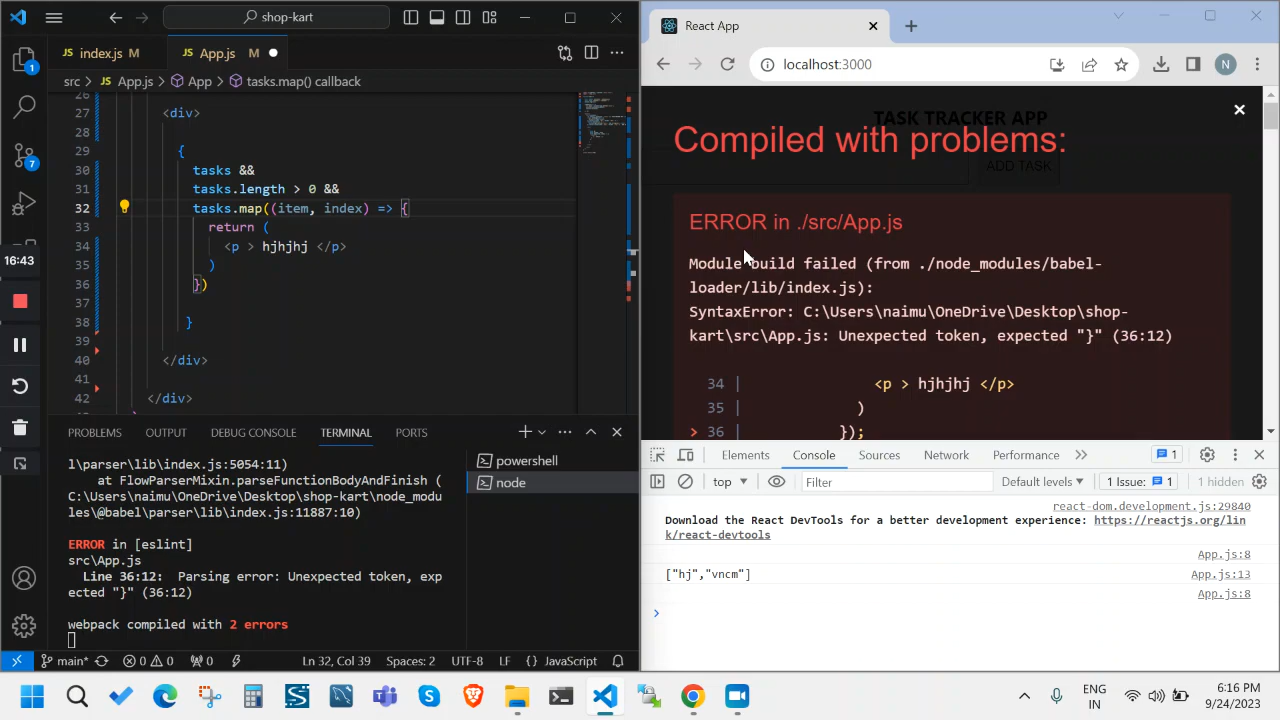 shop-kart
index.js M
App.js M
src > App.js > App > tasks.map() callback
27 <div>
28
29 {
30 tasks &&
31 tasks.length > 0 &&
32 tasks.map((item, index) => {
33 return (
34 <p > hjhjhj </p>
35 )
36 })
37
38 }
39
40 </div>
41
42 </div>
1
7
16:43
PROBLEMS OUTPUT DEBUG CONSOLE TERMINAL PORTS
powershell
node
l\parser\lib\index.js:5054:11)
at FlowParserMixin.parseFunctionBodyAndFinish (
C:\Users\naimu\OneDrive\Desktop\shop-kart\node_modu
les\@babel\parser\lib\index.js:11887:10)
ERROR in [eslint]
src\App.js
Line 36:12: Parsing error: Unexpected token, exp
ected "}" (36:12)
webpack compiled with 2 errors
main* 0 0 0 Ln 32, Col 39 Spaces: 2 UTF-8 LF {} JavaScript
React App
localhost:3000
N
TASK TRACKER APP
ADD TASK
Compiled with problems:
ERROR in ./src/App.js
Module build failed (from ./node_modules/babel-
loader/lib/index.js):
SyntaxError: C:\Users\naimu\OneDrive\Desktop\shop-
kart\src\App.js: Unexpected token, expected "}" (36:12)
34 | <p > hjhjhj </p>
35 | )
> 36 | });
Elements Console Sources Network Performance 1
top Filter Default levels 1 Issue: 1 1 hidden
react-dom.development.js:29840
Download the React DevTools for a better development experience: https://reactjs.org/lin
k/react-devtools
App.js:8
["hj","vncm"] App.js:13
App.js:8
ENG
IN
6:16 PM
9/24/2023